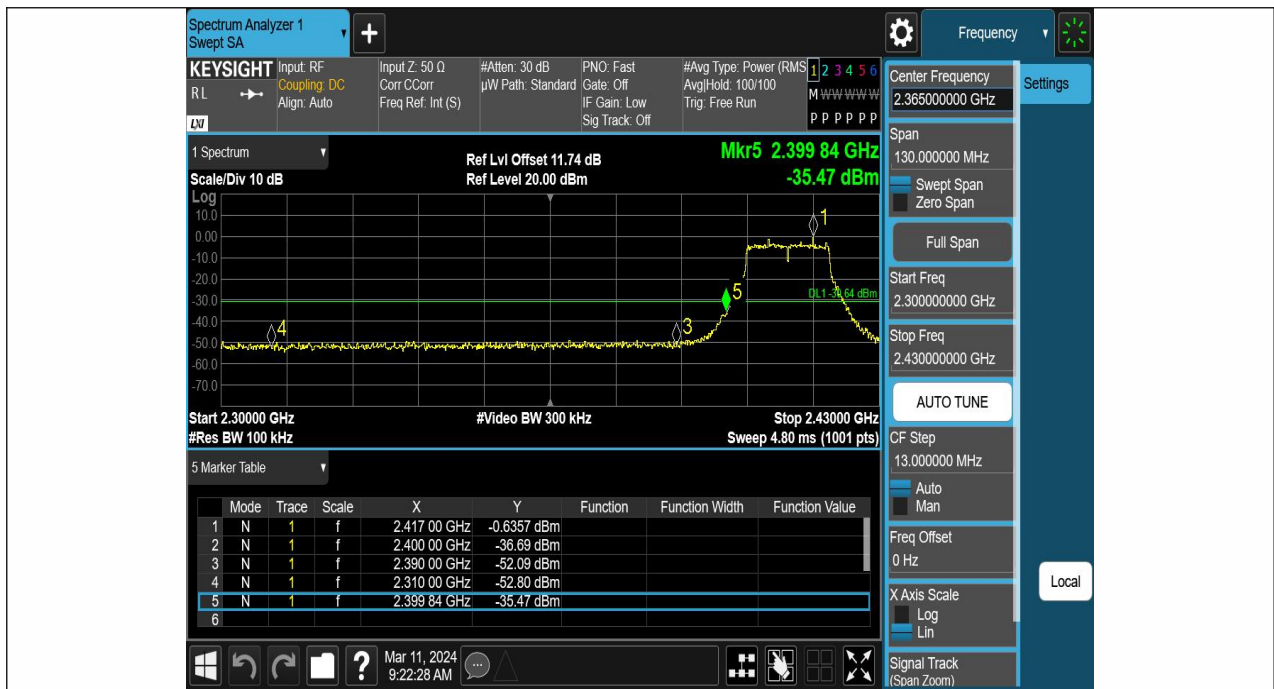 Spectrum Analyzer 1
Swept SA
+
Frequency
KEYSIGHT
RL
LXI
Input: RF
Coupling: DC
Align: Auto
Input Z: 50 Ω
Corr CCorr
Freq Ref: Int (S)
#Atten: 30 dB
µW Path: Standard
PNO: Fast
Gate: Off
IF Gain: Low
Sig Track: Off
#Avg Type: Power (RMS
Avg|Hold: 100/100
Trig: Free Run
1 2 3 4 5 6
M W W W W W
P P P P P P
1 Spectrum
Scale/Div 10 dB
Ref Lvl Offset 11.74 dB
Ref Level 20.00 dBm
Mkr5 2.399 84 GHz
-35.47 dBm
Log
10.0
0.00
-10.0
-20.0
-30.0
-40.0
-50.0
-60.0
-70.0
1
5
DL1 -30.64 dBm
4
3
Start 2.30000 GHz
#Video BW 300 kHz
Stop 2.43000 GHz
#Res BW 100 kHz
Sweep 4.80 ms (1001 pts)
5 Marker Table
Mode Trace Scale X Y Function Function Width Function Value
1 N 1 f 2.417 00 GHz -0.6357 dBm
2 N 1 f 2.400 00 GHz -36.69 dBm
3 N 1 f 2.390 00 GHz -52.09 dBm
4 N 1 f 2.310 00 GHz -52.80 dBm
5 N 1 f 2.399 84 GHz -35.47 dBm
6
?
Mar 11, 2024
9:22:28 AM
Center Frequency
2.365000000 GHz
Span
130.000000 MHz
Swept Span
Zero Span
Full Span
Start Freq
2.300000000 GHz
Stop Freq
2.430000000 GHz
AUTO TUNE
CF Step
13.000000 MHz
Auto
Man
Freq Offset
0 Hz
X Axis Scale
Log
Lin
Signal Track
(Span Zoom)
Settings
Local